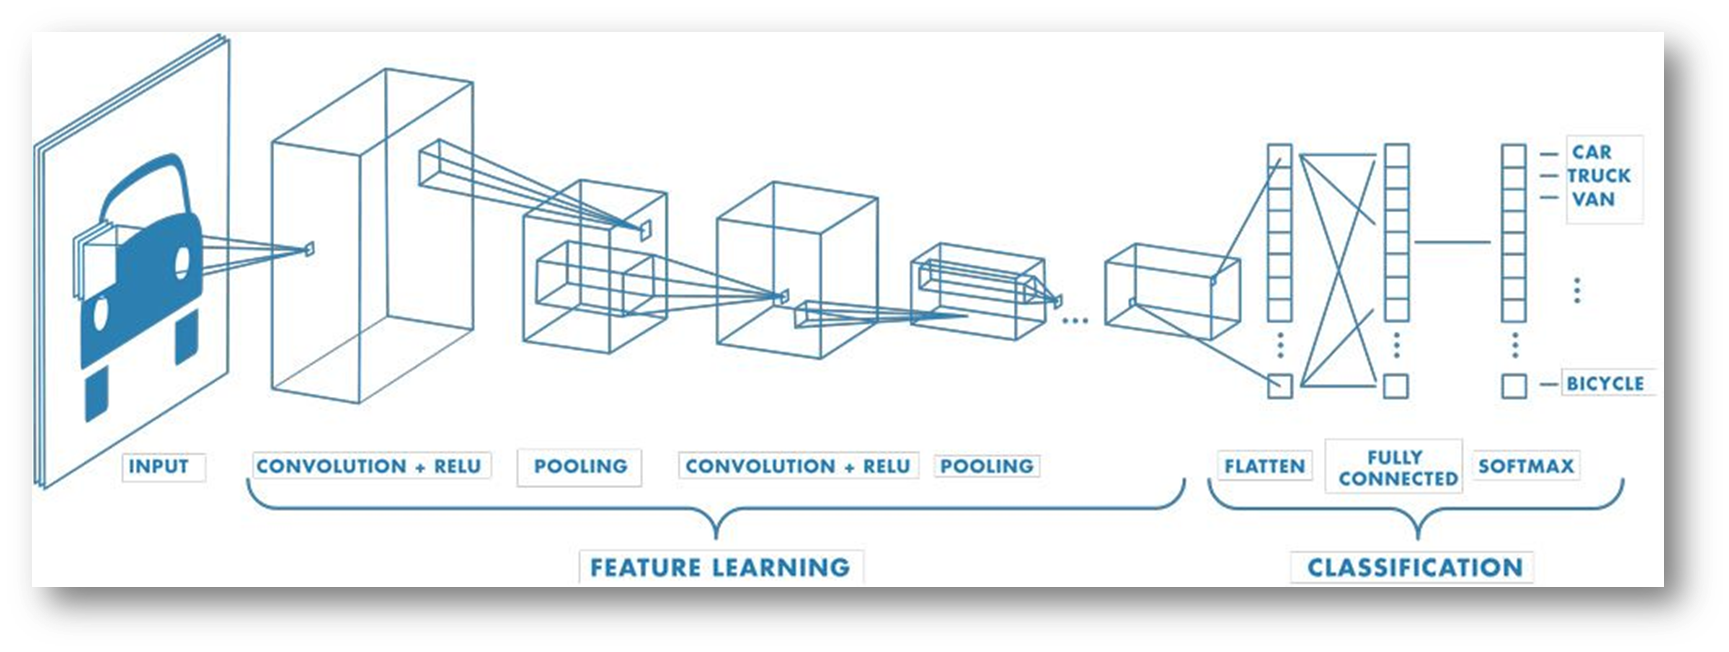 CAR
TRUCK
VAN
BICYCLE
INPUT
CONVOLUTION + RELU
POOLING
CONVOLUTION + RELU
POOLING
FLATTEN
FULLY
CONNECTED
SOFTMAX
FEATURE LEARNING
CLASSIFICATION